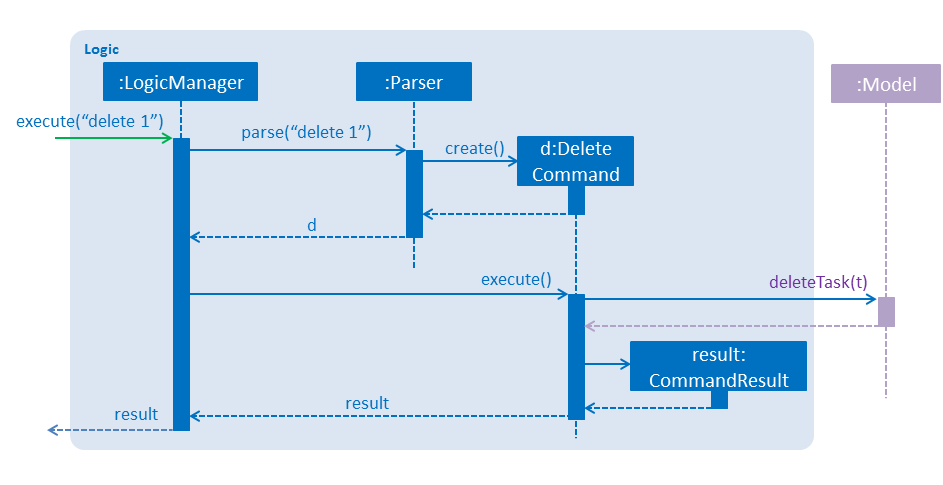 Logic
:LogicManager
:Parser
:Model
execute(“delete 1”)
parse(“delete 1”)
create()
d:Delete
Command
d
execute()
deleteTask(t)
result:
CommandResult
result
result